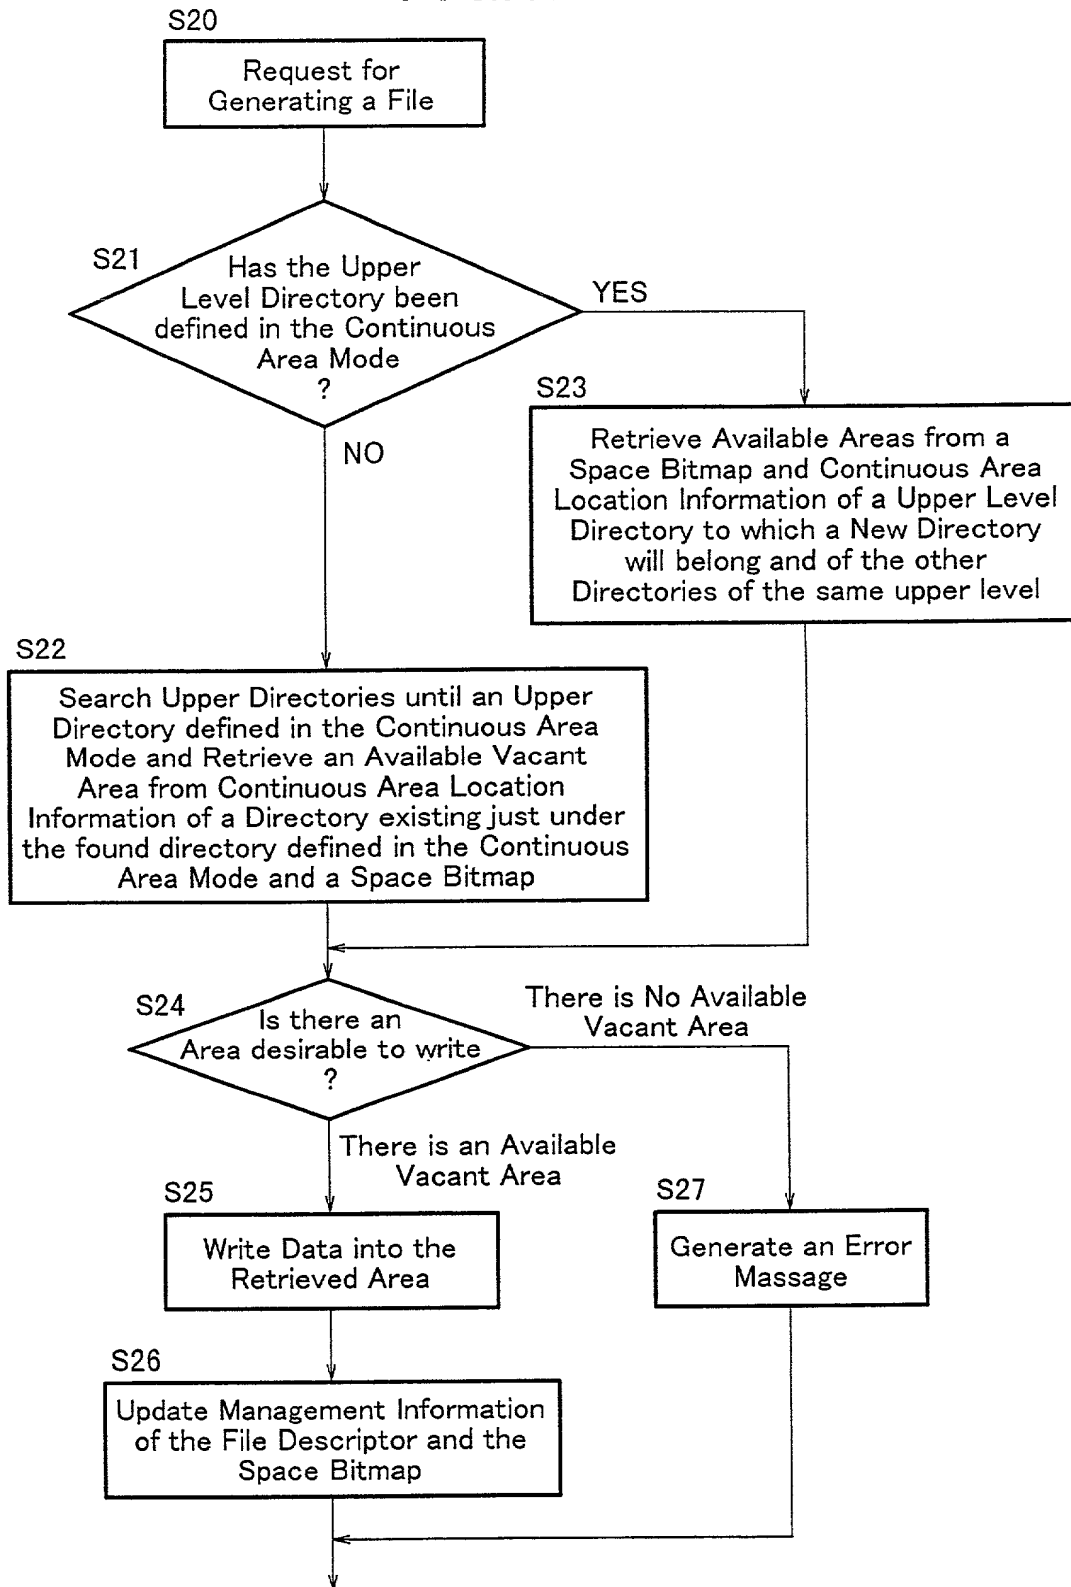 S20
Request for
Generating a File
S21
Has the Upper
Level Directory been
defined in the Continuous
Area Mode
?
YES
NO
S23
Retrieve Available Areas from a
Space Bitmap and Continuous Area
Location Information of a Upper Level
Directory to which a New Directory
will belong and of the other
Directories of the same upper level
S22
Search Upper Directories until an Upper
Directory defined in the Continuous Area
Mode and Retrieve an Available Vacant
Area from Continuous Area Location
Information of a Directory existing just under
the found directory defined in the Continuous
Area Mode and a Space Bitmap
S24
Is there an
Area desirable to write
?
There is No Available
Vacant Area
There is an Available
Vacant Area
S25
Write Data into the
Retrieved Area
S27
Generate an Error
Massage
S26
Update Management Information
of the File Descriptor and the
Space Bitmap